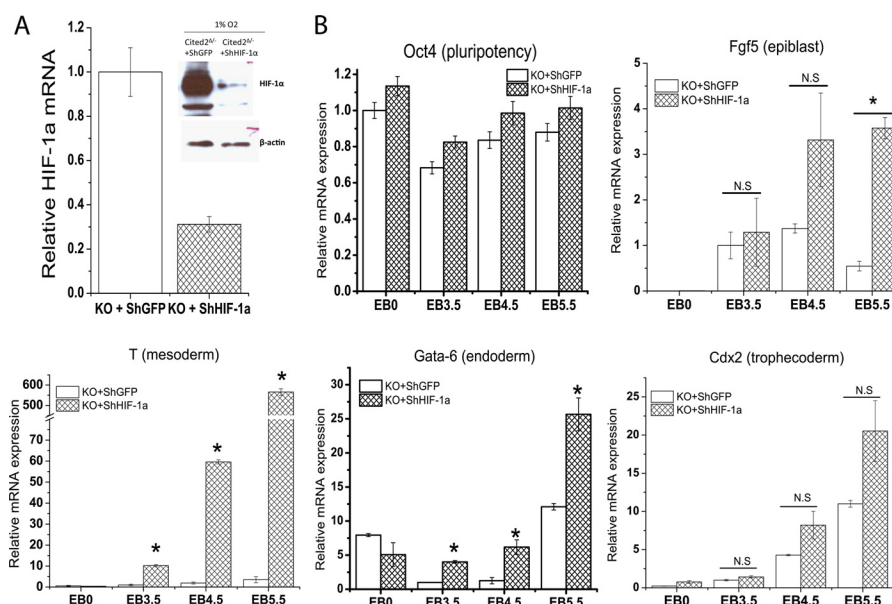 A
B
Relative HIF-1a mRNA
1.0
0.8
0.6
0.4
0.2
0.0
KO + ShGFP
KO + ShHIF-1a
1% O2
Cited2Δ/-
+ShGFP
Cited2Δ/-
+ShHIF-1α
HIF-1α
β-actin
Oct4 (pluripotency)
KO+ShGFP
KO+ShHIF-1a
Relative mRNA expression
1.2
1.0
0.8
0.6
0.4
0.2
0.0
EB0
EB3.5
EB4.5
EB5.5
Fgf5 (epiblast)
KO+ShGFP
KO+ShHIF-1a
N.S
*
N.S
Relative mRNA expression
5
4
3
2
1
0
EB0
EB3.5
EB4.5
EB5.5
T (mesoderm)
KO+ShGFP
KO+ShHIF-1a
*
*
*
Relative mRNA expression
600
500
60
50
40
30
20
10
0
EB0
EB3.5
EB4.5
EB5.5
Gata-6 (endoderm)
KO+ShGFP
KO+ShHIF-1a
*
*
*
Relative mRNA expression
30
25
20
15
10
5
0
EB0
EB3.5
EB4.5
EB5.5
Cdx2 (trophecoderm)
KO+ShGFP
KO+ShHIF-1a
N.S
N.S
N.S
Relative mRNA expression
25
20
15
10
5
0
EB0
EB3.5
EB4.5
EB5.5